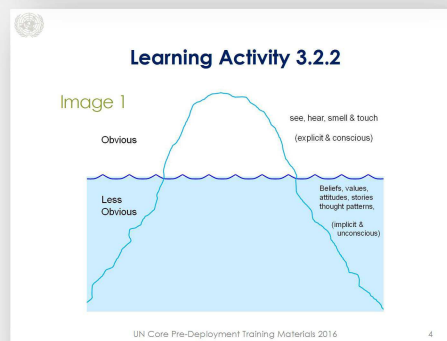 Learning Activity 3.2.2
Image 1
see, hear, smell & touch
(explicit & conscious)
Obvious
Less
Obvious
Beliefs, values,
attitudes, stories
thought patterns,
(implicit &
unconscious)
UN Core Pre-Deployment Training Materials 2016
4